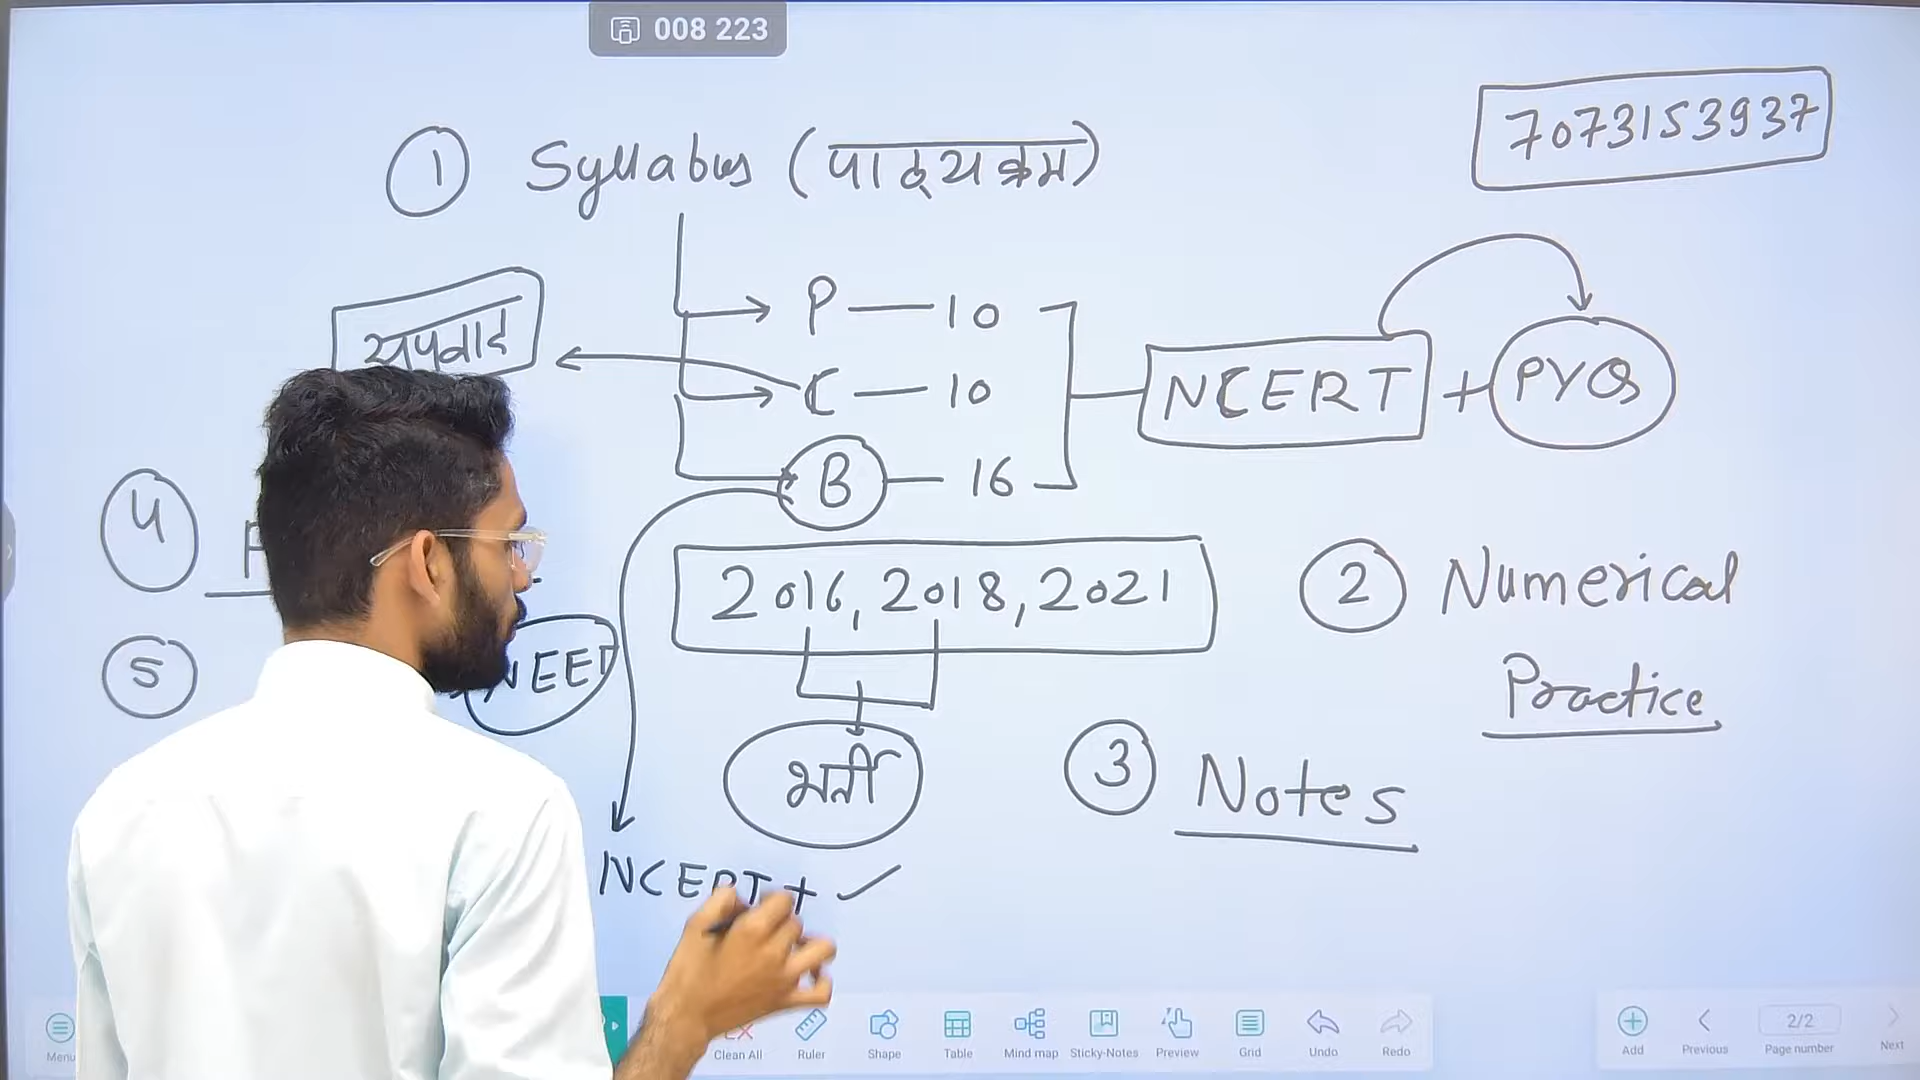 008 223
7073153937
1 Syllabus (पाठ्यक्रम)
अपवाद
P — 10
C — 10
B — 16
NCERT + PYQ
4
2016, 2018, 2021
2 Numerical
Practice
5
NEET
भर्ती
3 Notes
NCERT + ✓
Menu
Clean All
Ruler
Shape
Table
Mind map
Sticky-Notes
Preview
Grid
Undo
Redo
Add
Previous
2/2
Page number
Next